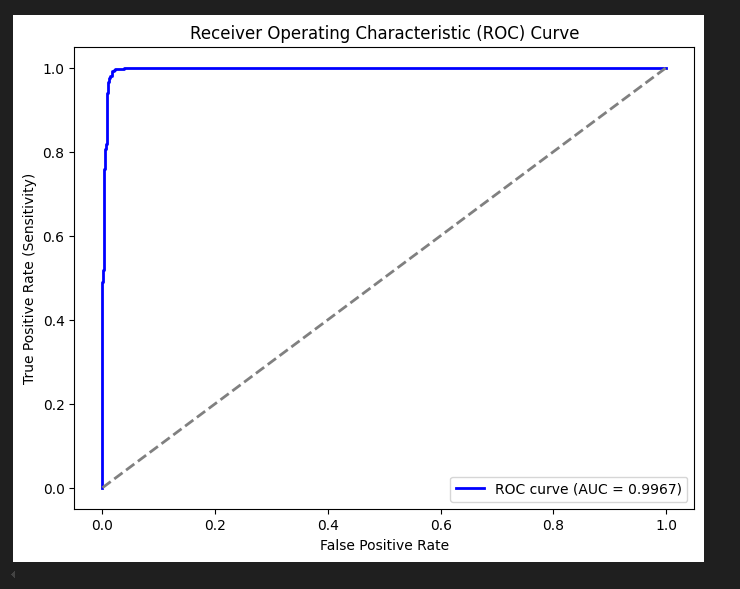 Receiver Operating Characteristic (ROC) Curve
1.0
0.8
0.6
0.4
0.2
0.0
True Positive Rate (Sensitivity)
ROC curve (AUC = 0.9967)
0.0 0.2 0.4 0.6 0.8 1.0
False Positive Rate